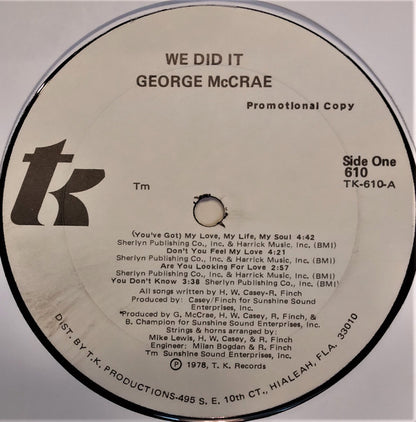 WE DID IT
GEORGE McCRAE
Promotional Copy
tk
Side One
610
TK-610-A
Tm
(You've Got) My Love, My Life, My Soul 4:42
Sherlyn Publishing Co., Inc. & Harrick Music, Inc. (BMI)
Don't You Feel My Love 4:21
Sherlyn Publishing Co., Inc. & Harrick Music, Inc. (BMI)
Are You Looking For Love 2:57
Sherlyn Publishing Co., Inc. & Harrick Music, Inc. (BMI)
You Don't Know 3:38 Sherlyn Publishing Co., Inc. (BMI)
All songs written by H. W. Casey-R. Finch
Produced by: Casey/Finch for Sunshine Sound
Enterprises, Inc.
*Produced by G, McCrae, H. W. Casey, R. Finch, &
B. Champion for Sunshine Sound Enterprises, Inc.
Strings & horns arranged by:
Mike Lewis, H. W. Casey, & R. Finch
Engineer: Milan Bogdan & R. Finch
Tm Sunshine Sound Enterprises, Inc.
℗ 1978, T. K. Records
DIST. BY T.K. PRODUCTIONS-495 S. E. 10th CT., HIALEAH, FLA. 33010